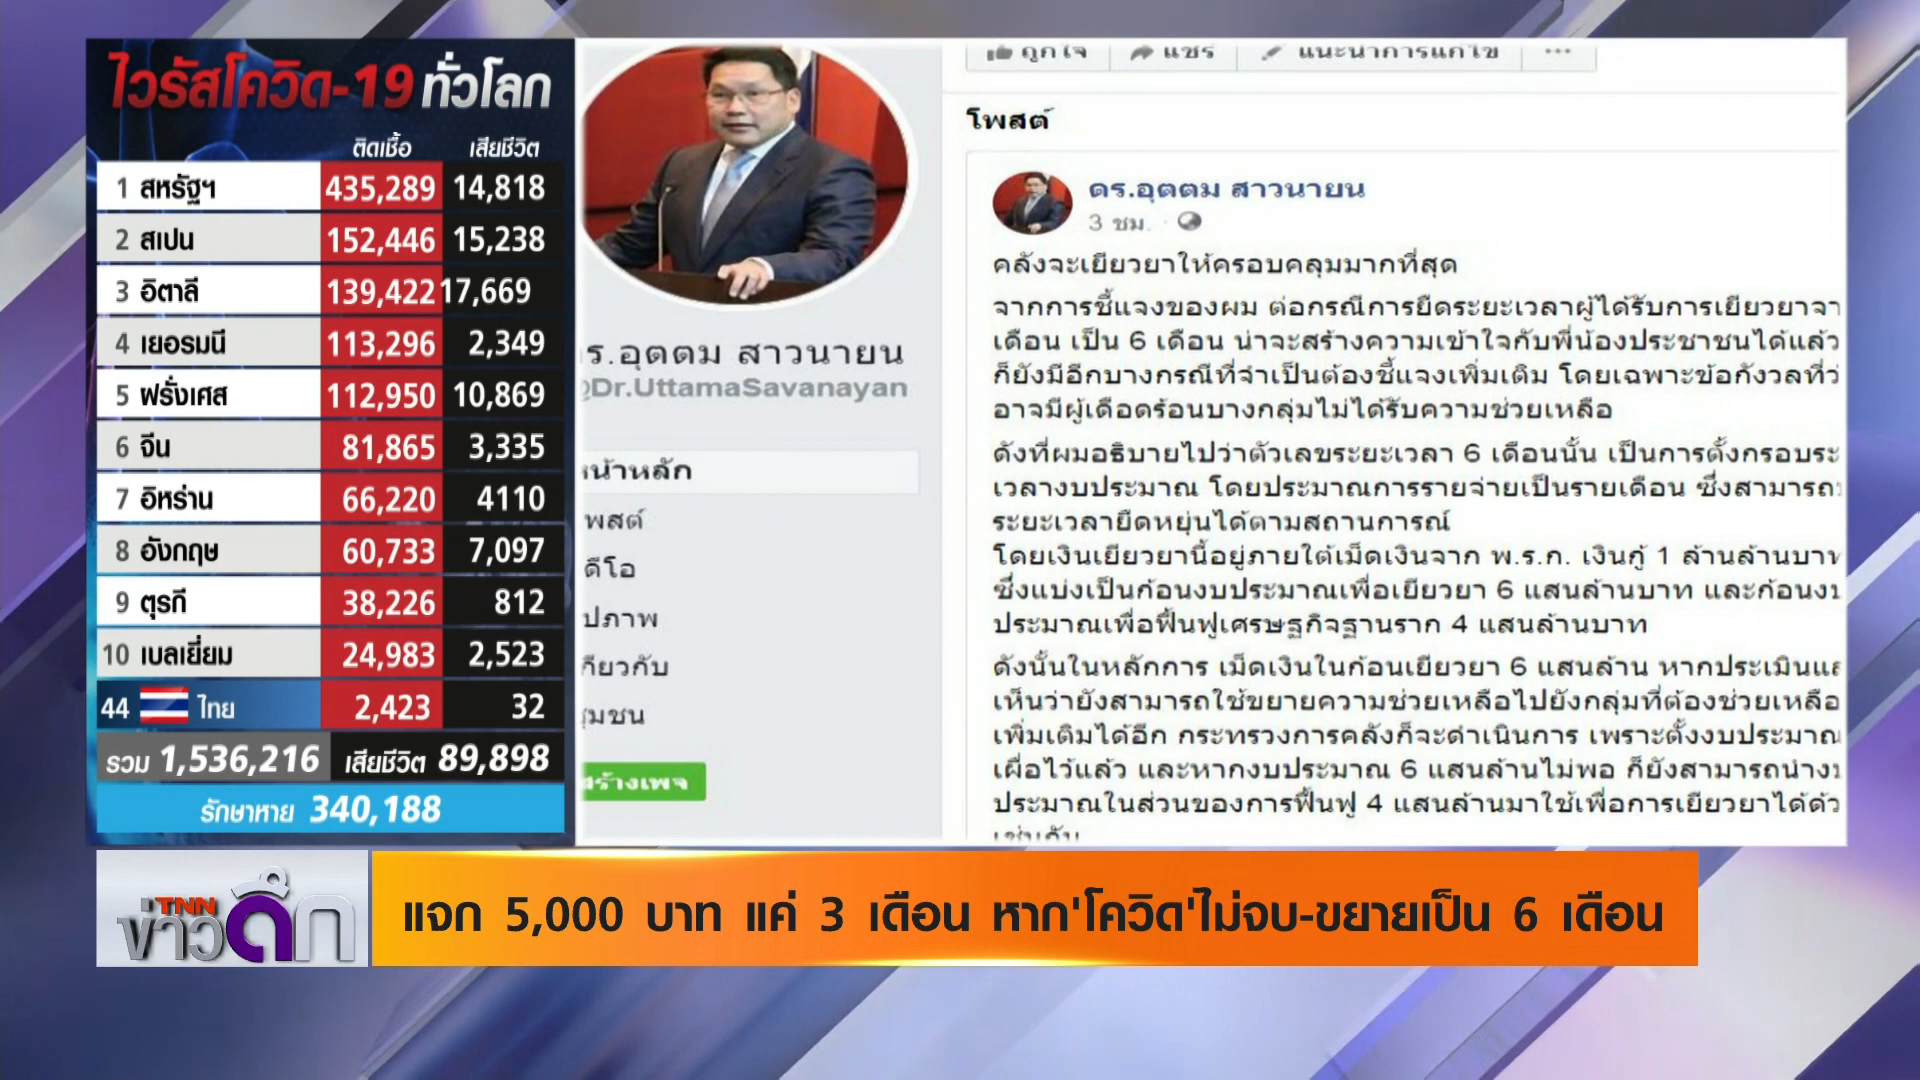 ไวรัสโควิด-19 ทั่วโลก
ติดเชื้อ เสียชีวิต
1 สหรัฐฯ 435,289 14,818
2 สเปน 152,446 15,238
3 อิตาลี 139,422 17,669
4 เยอรมนี 113,296 2,349
5 ฝรั่งเศส 112,950 10,869
6 จีน 81,865 3,335
7 อิหร่าน 66,220 4110
8 อังกฤษ 60,733 7,097
9 ตุรกี 38,226 812
10 เบลเยี่ยม 24,983 2,523
44 ไทย 2,423 32
รวม 1,536,216 เสียชีวิต 89,898
รักษาหาย 340,188
ร.อุตตม สาวนายน
@Dr.UttamaSavanayan
หน้าหลัก
พสต์
ดีโอ
ปภาพ
กี่ยวกับ
ชุมชน
สร้างเพจ
ถูกใจ แชร์ แนะนำการแก้ไข ...
โพสต์
ดร.อุตตม สาวนายน
3 ชม.
คลังจะเยียวยาให้ครอบคลุมมากที่สุด
จากการชี้แจงของผม ต่อกรณีการยืดระยะเวลาผู้ได้รับการเยียวยาจา
เดือน เป็น 6 เดือน น่าจะสร้างความเข้าใจกับพี่น้องประชาชนได้แล้ว
ก็ยังมีอีกบางกรณีที่จำเป็นต้องชี้แจงเพิ่มเติม โดยเฉพาะข้อกังวลที่ว่
อาจมีผู้เดือดร้อนบางกลุ่มไม่ได้รับความช่วยเหลือ
ดังที่ผมอธิบายไปว่าตัวเลขระยะเวลา 6 เดือนนั้น เป็นการตั้งกรอบระ
เวลางบประมาณ โดยประมาณการรายจ่ายเป็นรายเดือน ซึ่งสามารถ
ระยะเวลายืดหยุ่นได้ตามสถานการณ์
โดยเงินเยียวยานี้อยู่ภายใต้เม็ดเงินจาก พ.ร.ก. เงินกู้ 1 ล้านล้านบาท
ซึ่งแบ่งเป็นก้อนงบประมาณเพื่อเยียวยา 6 แสนล้านบาท และก้อนงบ
ประมาณเพื่อฟื้นฟูเศรษฐกิจฐานราก 4 แสนล้านบาท
ดังนั้นในหลักการ เม็ดเงินในก้อนเยียวยา 6 แสนล้าน หากประเมินแล
เห็นว่ายังสามารถใช้ขยายความช่วยเหลือไปยังกลุ่มที่ต้องช่วยเหลือ
เพิ่มเติมได้อีก กระทรวงการคลังก็จะดำเนินการ เพราะตั้งงบประมาณ
เผื่อไว้แล้ว และหากงบประมาณ 6 แสนล้านไม่พอ ก็ยังสามารถนำงบ
ประมาณในส่วนของการฟื้นฟู 4 แสนล้านมาใช้เพื่อการเยียวยาได้ด้ว
เช่นกัน
TNN ข่าวดึก
แจก 5,000 บาท แค่ 3 เดือน หาก'โควิด'ไม่จบ-ขยายเป็น 6 เดือน